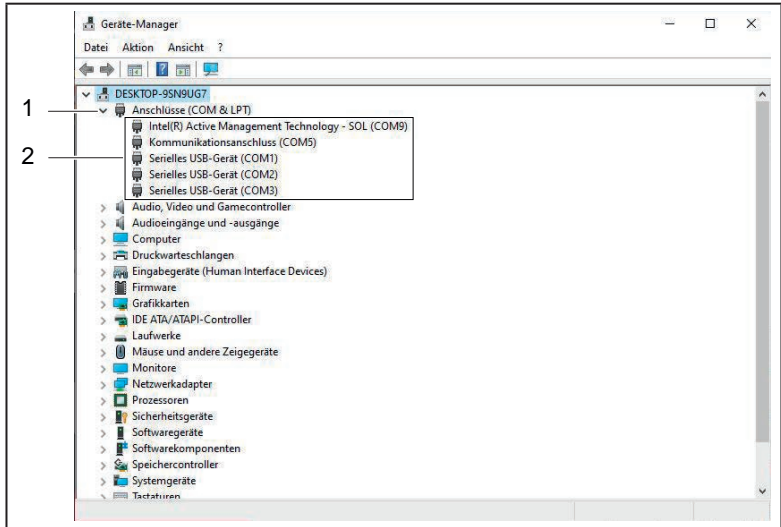 Geräte-Manager
Datei Aktion Ansicht ?
DESKTOP-9SN9UG7
1 Anschlüsse (COM & LPT)
Intel(R) Active Management Technology - SOL (COM9)
Kommunikationsanschluss (COM5)
2 Serielles USB-Gerät (COM1)
Serielles USB-Gerät (COM2)
Serielles USB-Gerät (COM3)
Audio, Video und Gamecontroller
Audioeingänge und -ausgänge
Computer
Druckwarteschlangen
Eingabegeräte (Human Interface Devices)
Firmware
Grafikkarten
IDE ATA/ATAPI-Controller
Laufwerke
Mäuse und andere Zeigegeräte
Monitore
Netzwerkadapter
Prozessoren
Sicherheitsgeräte
Softwaregeräte
Softwarekomponenten
Speichercontroller
Systemgeräte
Tastaturen